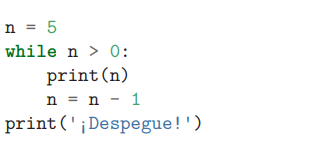 n = 5
while n > 0:
    print(n)
    n = n - 1
print('¡Despegue!')